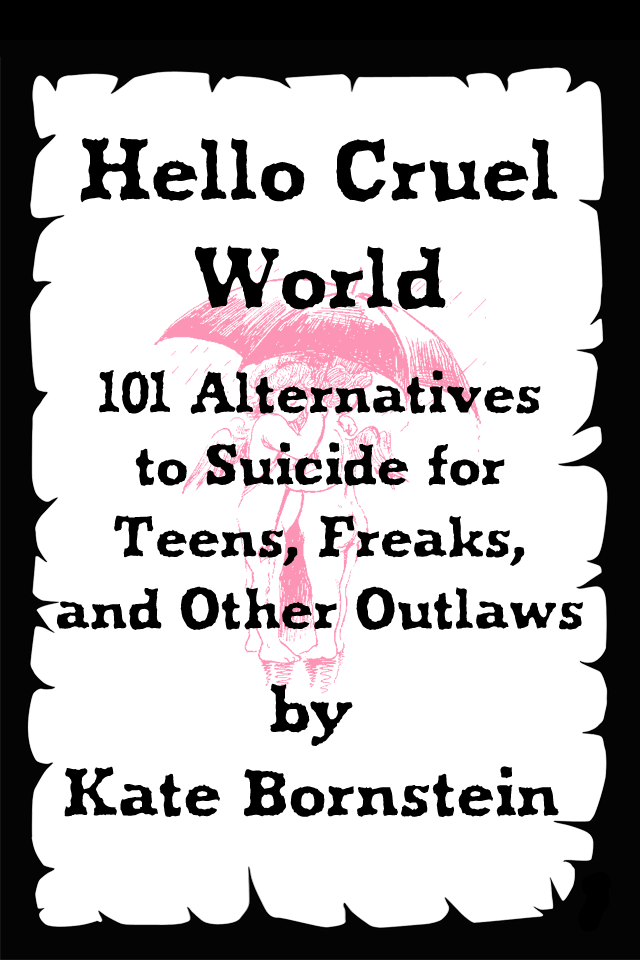 Hello Cruel
World
101 Alternatives
to Suicide for
Teens, Freaks,
and Other Outlaws
by
Kate Bornstein